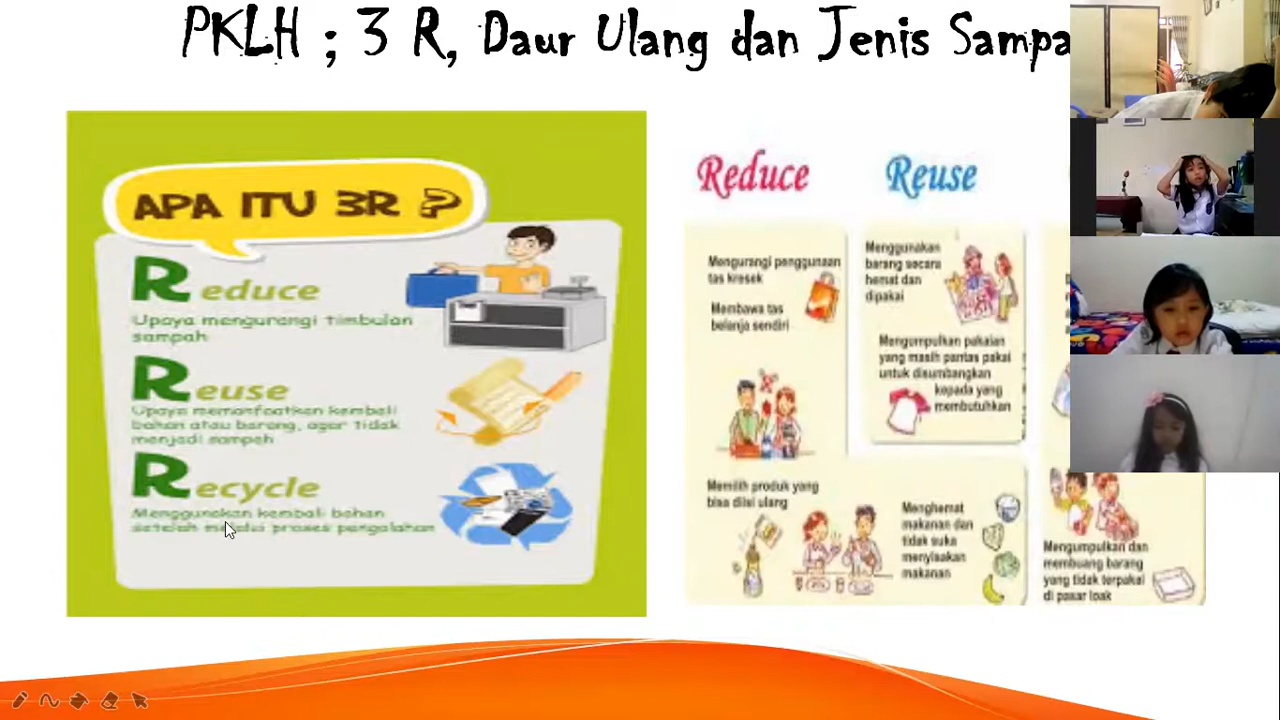 PKLH ; 3 R, Daur Ulang dan Jenis Sampa
APA ITU 3R ?
Reduce
Upaya mengurangi timbulan
sampah
Reuse
Upaya memanfaatkan kembali
bahan atau barang, agar tidak
menjadi sampah
Recycle
Menggunakan kembali bahan
setelah melalui proses pengolahan
Reduce
Mengurangi penggunaan
tas kresek
Membawa tas
belanja sendiri
Memilih produk yang
bisa diisi ulang
Reuse
Menggunakan
barang secara
hemat dan
dipakai
Mengumpulkan pakaian
yang masih pantas pakai
untuk disumbangkan
kepada yang
membutuhkan
Menghemat
makanan dan
tidak suka
menyisakan
makanan
Mengumpulkan dan
membuang barang
yang tidak terpakai
di pasar loak